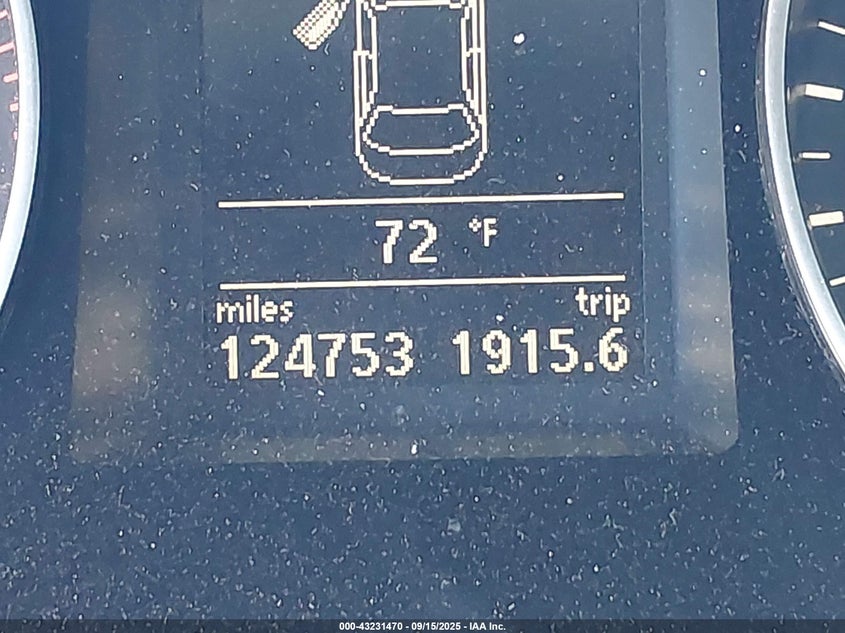 72 °F
miles trip
124753 1915.6
000-43231470 - 09/15/2025 - IAA Inc.